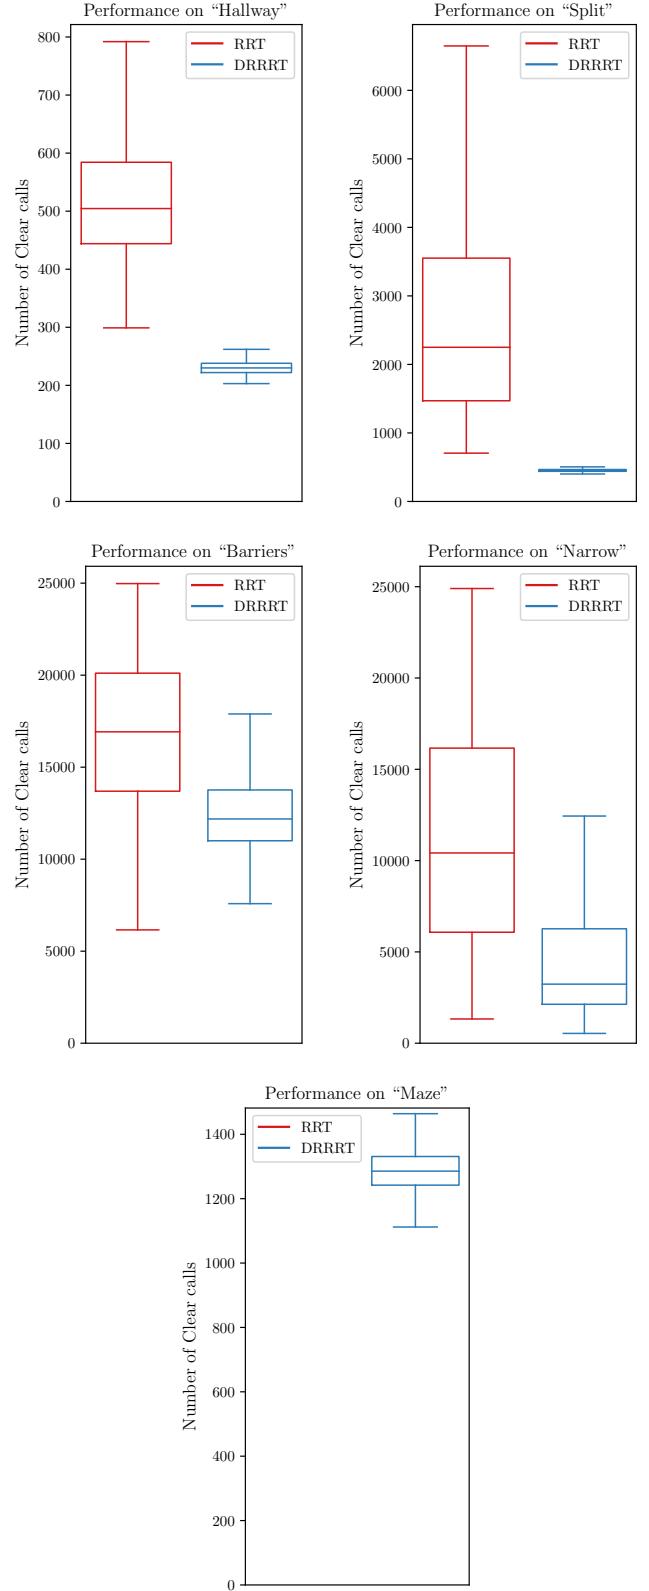 Performance on “Hallway”
800
700
600
500
400
300
200
100
0
Number of Clear calls
RRT
DRRRT
Performance on “Split”
6000
5000
4000
3000
2000
1000
0
Number of Clear calls
RRT
DRRRT
Performance on “Barriers”
25000
20000
15000
10000
5000
0
Number of Clear calls
RRT
DRRRT
Performance on “Narrow”
25000
20000
15000
10000
5000
0
Number of Clear calls
RRT
DRRRT
Performance on “Maze”
1400
1200
1000
800
600
400
200
0
Number of Clear calls
RRT
DRRRT